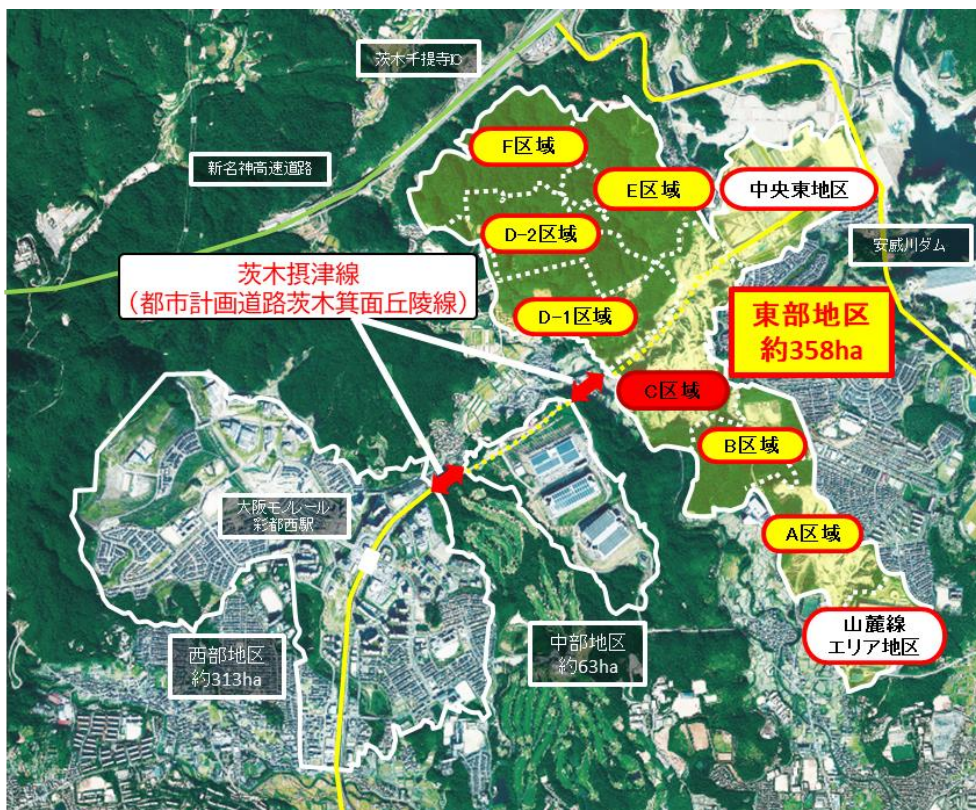 茨木千提寺IC
新名神高速道路
F区域
E区域
中央東地区
D-2区域
安威川ダム
茨木摂津線
（都市計画道路茨木箕面丘陵線）
D-1区域
東部地区
約358ha
C区域
B区域
大阪モノレール
彩都西駅
A区域
山麓線
エリア地区
西部地区
約313ha
中部地区
約63ha